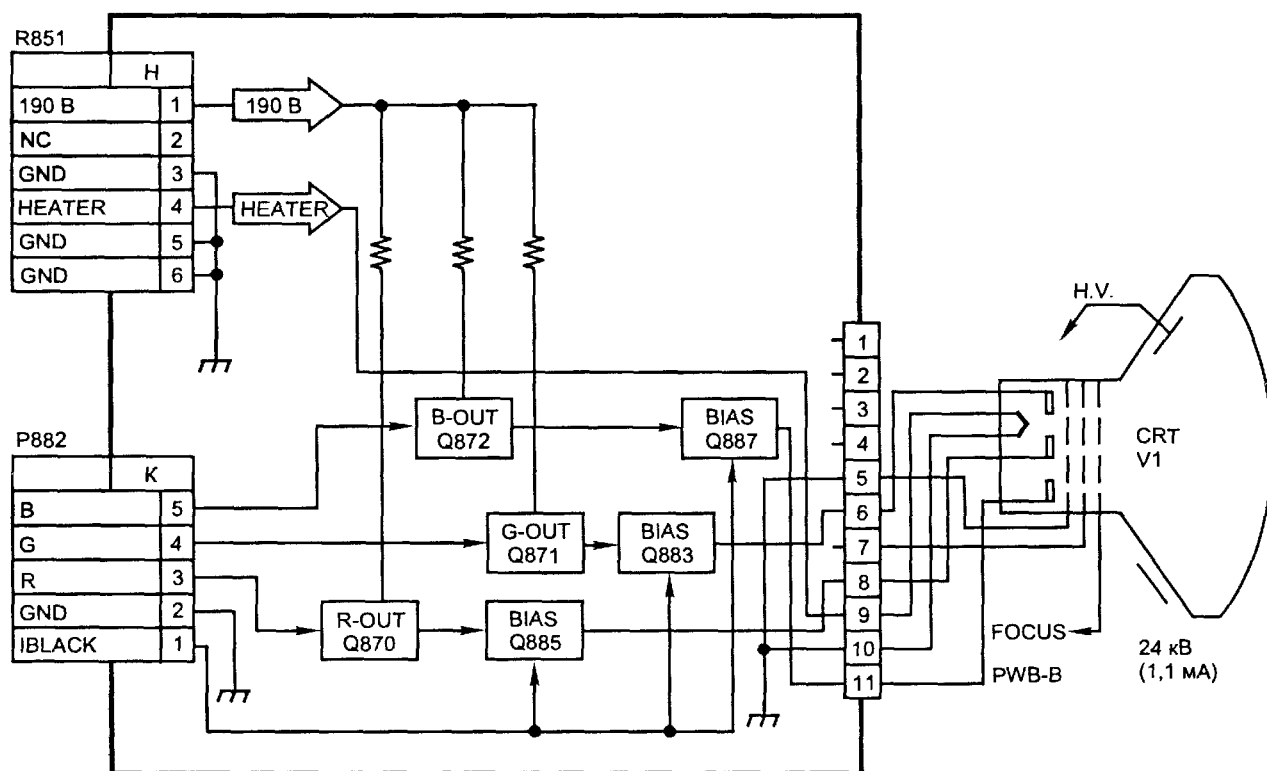 R851
H
190 В 1
NC 2
GND 3
HEATER 4
GND 5
GND 6
190 В
HEATER
P882
K
B 5
G 4
R 3
GND 2
IBLACK 1
B-OUT
Q872
BIAS
Q887
G-OUT
Q871
BIAS
Q883
R-OUT
Q870
BIAS
Q885
1
2
3
4
5
6
7
8
9
10
11
H.V.
CRT
V1
FOCUS
PWB-B
24 кВ
(1,1 мА)